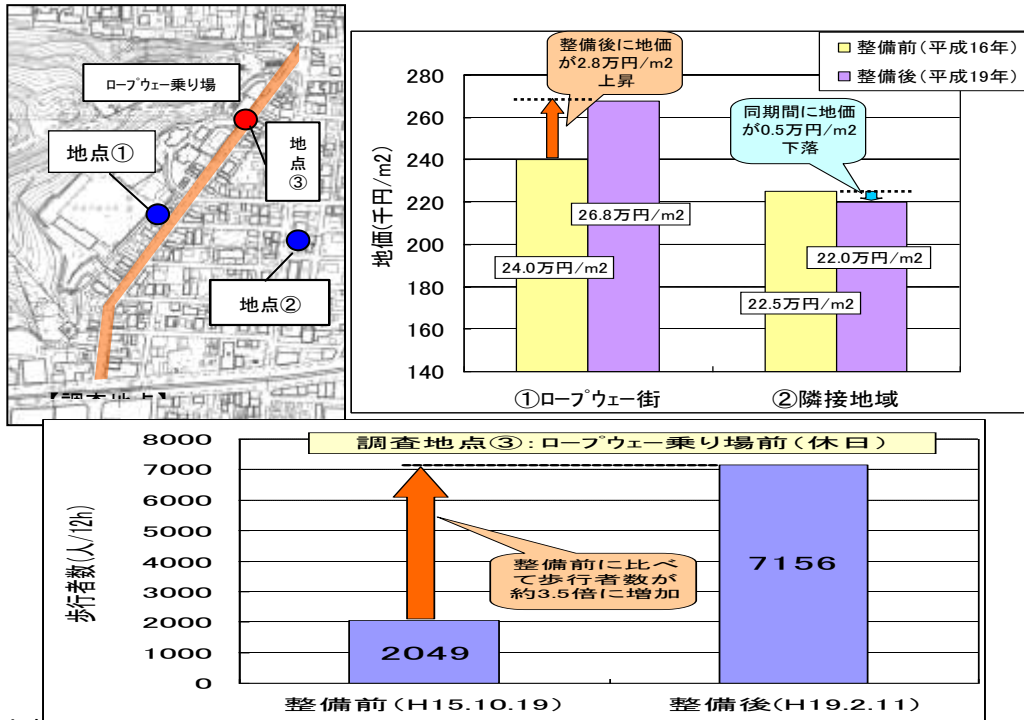 ロープウェー乗り場
地点①
地
点
③
地点②
【調査地点】
整備後に地価
が2.8万円/m2
上昇
整備前(平成16年)
整備後(平成19年)
同期間に地価
が0.5万円/m2
下落
地価(千円/m2)
280
260
240
220
200
180
160
140
24.0万円/m2
26.8万円/m2
22.5万円/m2
22.0万円/m2
①ロープウェー街
②隣接地域
調査地点③:ロープウェー乗り場前(休日)
歩行者数(人/12h)
8000
7000
6000
5000
4000
3000
2000
1000
0
整備前に比べ
て歩行者数が
約3.5倍に増加
2049
7156
整備前(H15.10.19)
整備後(H19.2.11)